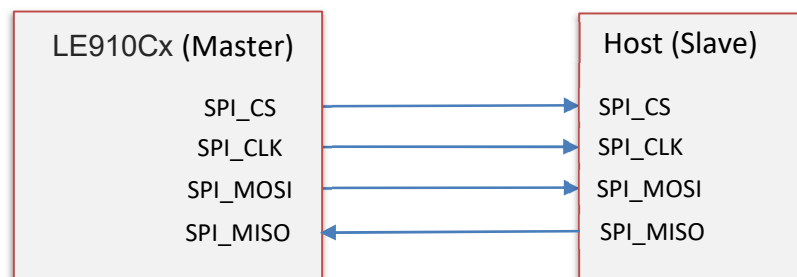 LE910Cx (Master)
Host (Slave)
SPI_CS
SPI_CS
SPI_CLK
SPI_CLK
SPI_MOSI
SPI_MOSI
SPI_MISO
SPI_MISO